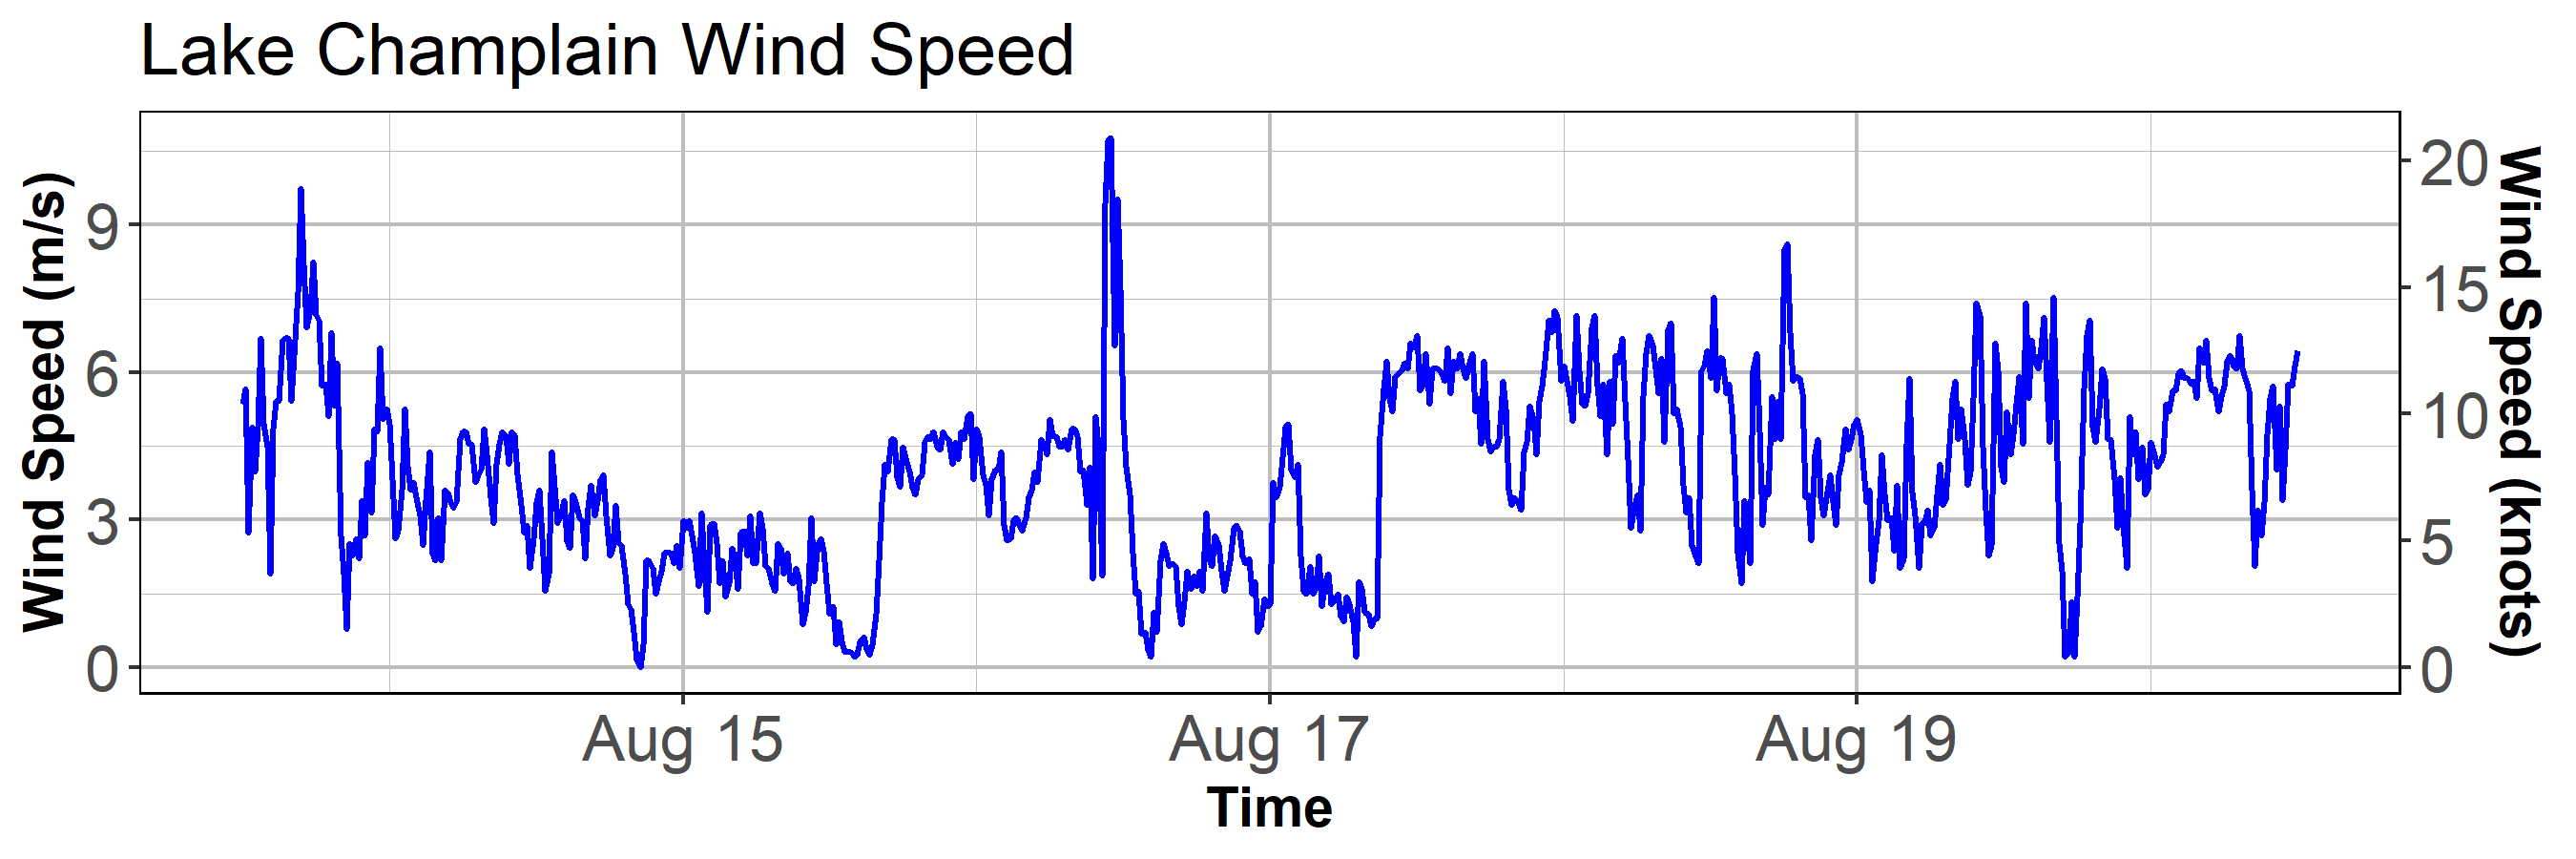 Lake Champlain Wind Speed
Wind Speed (m/s)
9
6
3
0
20
15
10
5
0
Wind Speed (knots)
Aug 15
Aug 17
Aug 19
Time